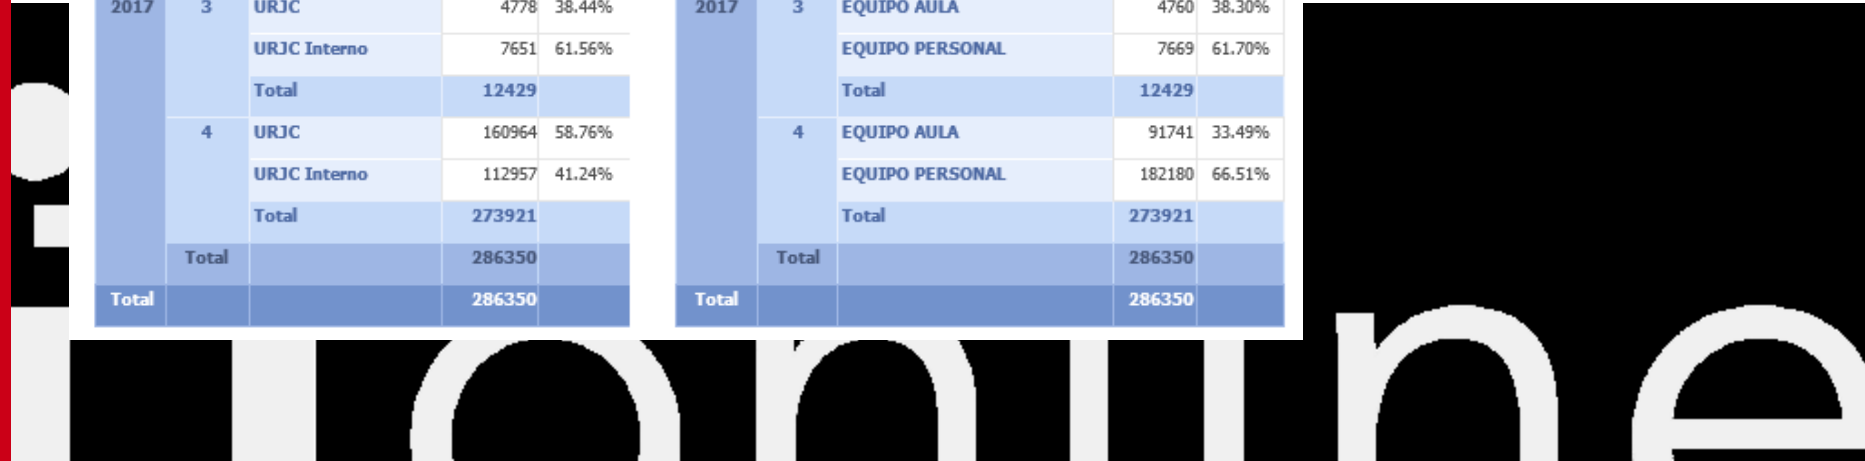 2017 3 URJC 4778 38.44%
URJC Interno 7651 61.56%
Total 12429
4 URJC 160964 58.76%
URJC Interno 112957 41.24%
Total 273921
Total 286350
Total 286350
2017 3 EQUIPO AULA 4760 38.30%
EQUIPO PERSONAL 7669 61.70%
Total 12429
4 EQUIPO AULA 91741 33.49%
EQUIPO PERSONAL 182180 66.51%
Total 273921
Total 286350
Total 286350
online